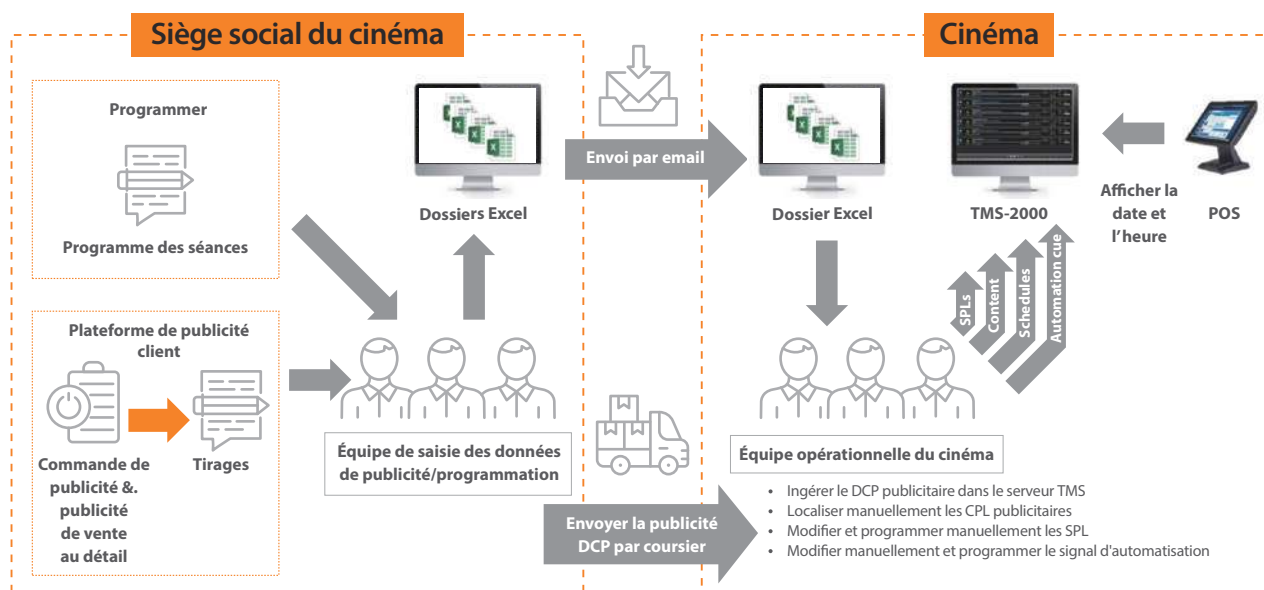 Siège social du cinéma
Programmer
Programme des séances
Plateforme de publicité
client
Commande de
publicité &.
publicité
de vente
au détail
Tirages
Dossiers Excel
Équipe de saisie des données
de publicité/programmation
Envoi par email
Envoyer la publicité
DCP par coursier
Cinéma
Dossier Excel
TMS-2000
Afficher la
date et
l'heure
POS
SPLs
Content
Schedules
Automation cue
Équipe opérationnelle du cinéma
• Ingérer le DCP publicitaire dans le serveur TMS
• Localiser manuellement les CPL publicitaires
• Modifier et programmer manuellement les SPL
• Modifier manuellement et programmer le signal d'automatisation